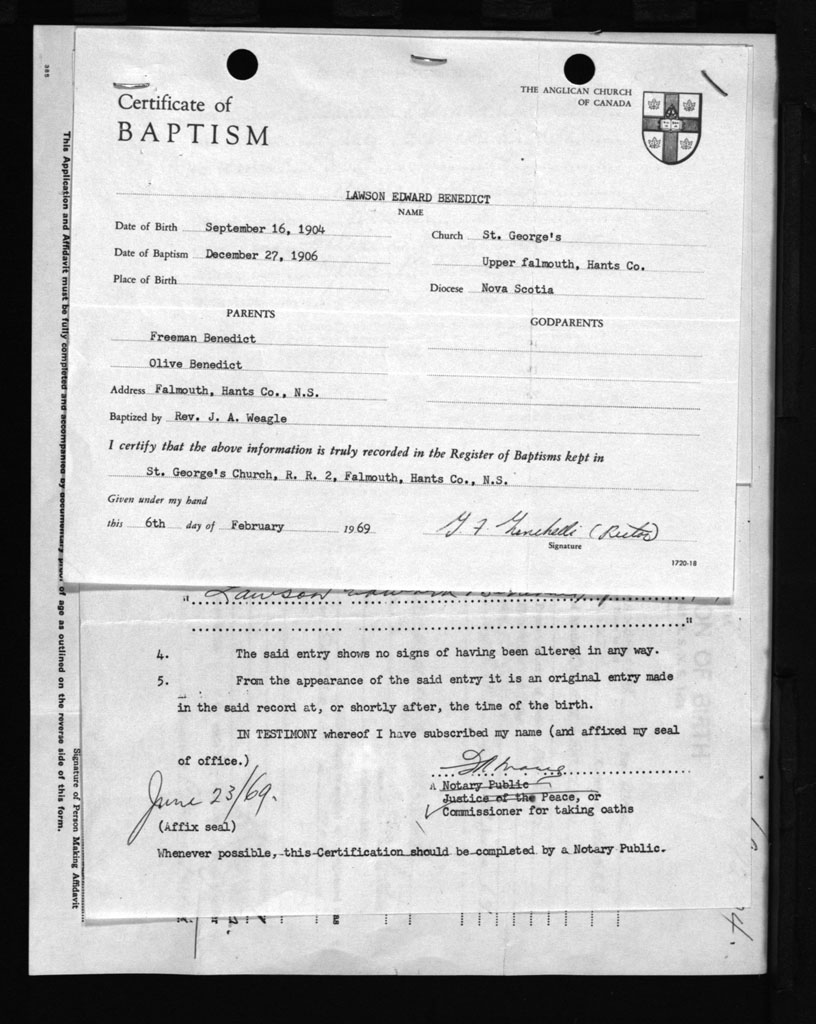 THE ANGLICAN CHURCH
OF CANADA
Certificate of
BAPTISM
LAWSON EDWARD BENEDICT
NAME
Date of Birth September 16, 1904
Date of Baptism December 27, 1906
Place of Birth
Church St. George's
Upper falmouth, Hants Co.
Diocese Nova Scotia
PARENTS
Freeman Benedict
Olive Benedict
Address Falmouth, Hants Co., N.S.
Baptized by Rev. J. A. Weagle
GODPARENTS
I certify that the above information is truly recorded in the Register of Baptisms kept in
St. George's Church, R. R. 2, Falmouth, Hants Co., N.S.
Given under my hand
this 6th day of February 1969
(Rector)
Signature
1720-18
"Lawson
"
4. The said entry shows no signs of having been altered in any way.
5. From the appearance of the said entry it is an original entry made
in the said record at, or shortly after, the time of the birth.
IN TESTIMONY whereof I have subscribed my name (and affixed my seal
of office.)
June 23/69.
(Affix seal)
A Notary Public
Justice of the Peace, or
Commissioner for taking oaths
Whenever possible, this Certification should be completed by a Notary Public.
This Application and Affidavit must be fully completed and accompanied by documentary proof of age as outlined on the reverse side of this form.
Signature of Person Making Affidavit